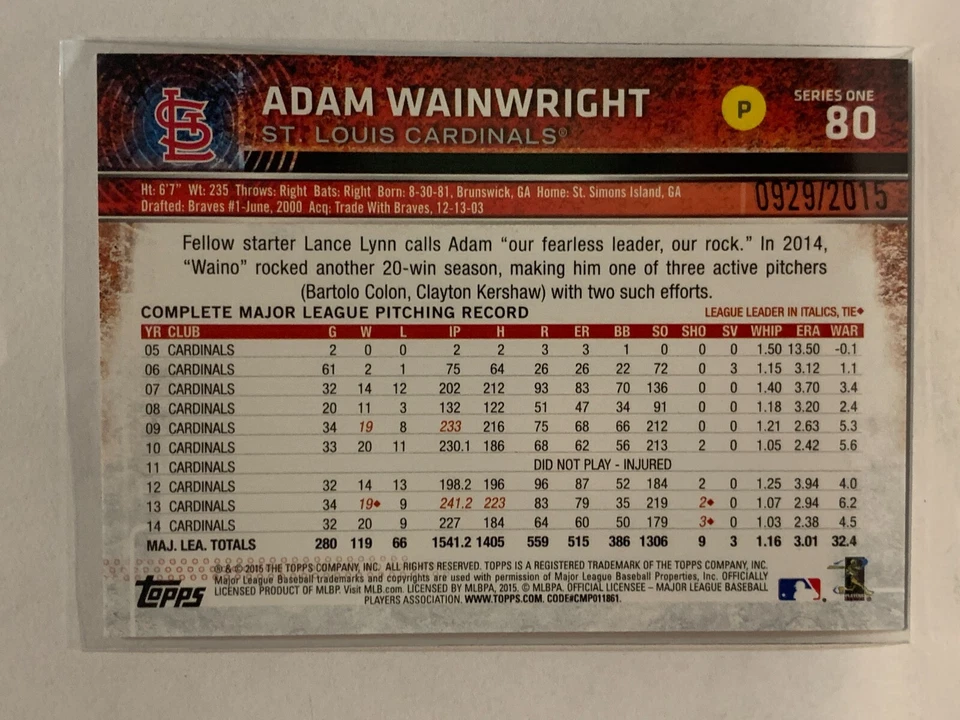 ADAM WAINWRIGHT
ST. LOUIS CARDINALS®
P
SERIES ONE
80
Ht: 6'7" Wt: 235 Throws: Right Bats: Right Born: 8-30-81, Brunswick, GA Home: St. Simons Island, GA
Drafted: Braves #1-June, 2000 Acq: Trade With Braves, 12-13-03
0929/2015
Fellow starter Lance Lynn calls Adam “our fearless leader, our rock.” In 2014,
“Waino” rocked another 20-win season, making him one of three active pitchers
(Bartolo Colon, Clayton Kershaw) with two such efforts.
COMPLETE MAJOR LEAGUE PITCHING RECORD LEAGUE LEADER IN ITALICS, TIE♦
YR CLUB G W L IP H R ER BB SO SHO SV WHIP ERA WAR
05 CARDINALS 2 0 0 2 2 3 3 1 0 0 0 1.50 13.50 -0.1
06 CARDINALS 61 2 1 75 64 26 26 22 72 0 3 1.15 3.12 1.1
07 CARDINALS 32 14 12 202 212 93 83 70 136 0 0 1.40 3.70 3.4
08 CARDINALS 20 11 3 132 122 51 47 34 91 0 0 1.18 3.20 2.4
09 CARDINALS 34 19 8 233 216 75 68 66 212 0 0 1.21 2.63 5.3
10 CARDINALS 33 20 11 230.1 186 68 62 56 213 2 0 1.05 2.42 5.6
11 CARDINALS DID NOT PLAY - INJURED
12 CARDINALS 32 14 13 198.2 196 96 87 52 184 2 0 1.25 3.94 4.0
13 CARDINALS 34 19♦ 9 241.2 223 83 79 35 219 2♦ 0 1.07 2.94 6.2
14 CARDINALS 32 20 9 227 184 64 60 50 179 3♦ 0 1.03 2.38 4.5
MAJ. LEA. TOTALS 280 119 66 1541.2 1405 559 515 386 1306 9 3 1.16 3.01 32.4
® & © 2015 THE TOPPS COMPANY, INC. ALL RIGHTS RESERVED. TOPPS IS A REGISTERED TRADEMARK OF THE TOPPS COMPANY, INC.
Major League Baseball trademarks and copyrights are used with permission of Major League Baseball Properties, Inc. OFFICIALLY
LICENSED PRODUCT OF MLBP. Visit MLB.com. LICENSED BY MLBPA, 2015. © MLBPA. OFFICIAL LICENSEE – MAJOR LEAGUE BASEBALL
PLAYERS ASSOCIATION. WWW.TOPPS.COM. CODE#CMP011861.
Topps